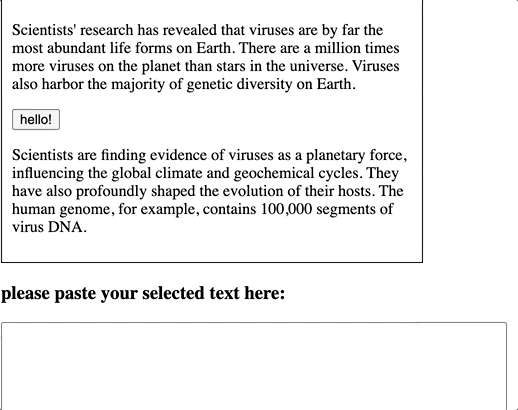 Scientists' research has revealed that viruses are by far the
most abundant life forms on Earth. There are a million times
more viruses on the planet than stars in the universe. Viruses
also harbor the majority of genetic diversity on Earth.
hello!
Scientists are finding evidence of viruses as a planetary force,
influencing the global climate and geochemical cycles. They
have also profoundly shaped the evolution of their hosts. The
human genome, for example, contains 100,000 segments of
virus DNA.
please paste your selected text here: